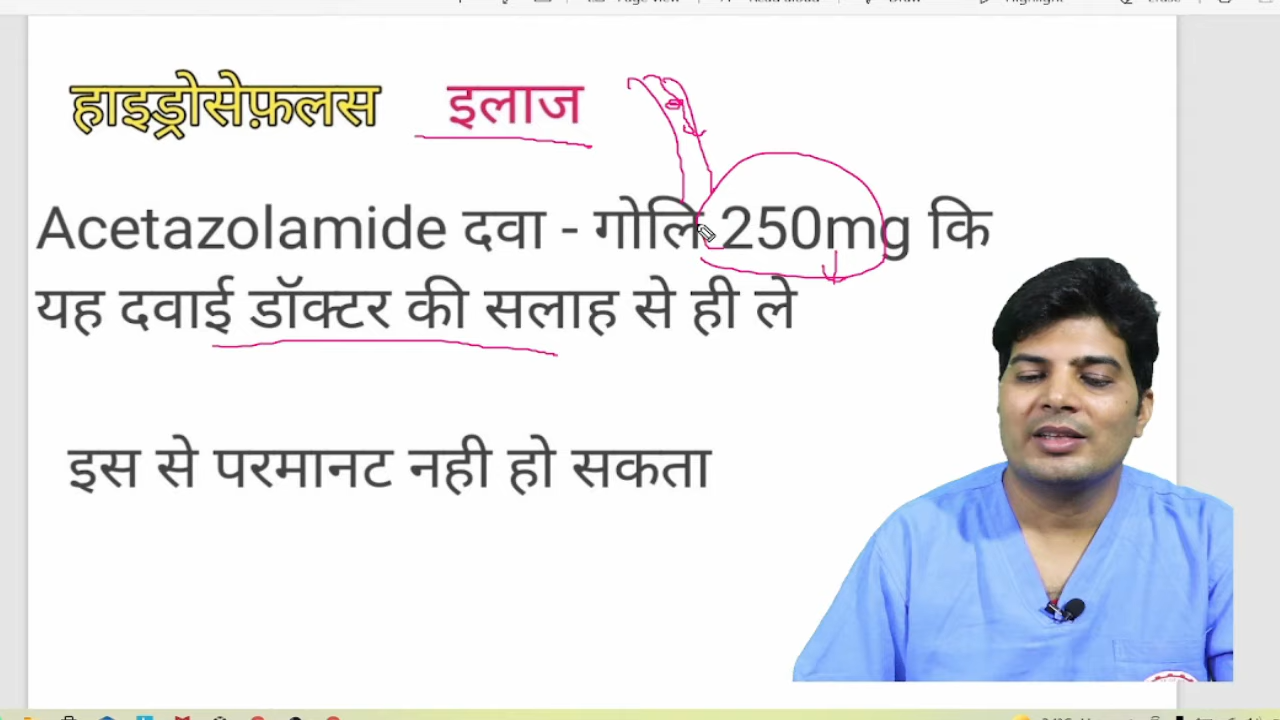 हाइड्रोसेफ़लस इलाज
Acetazolamide दवा - गोलि 250mg कि
यह दवाई डॉक्टर की सलाह से ही ले
इस से परमानट नही हो सकता